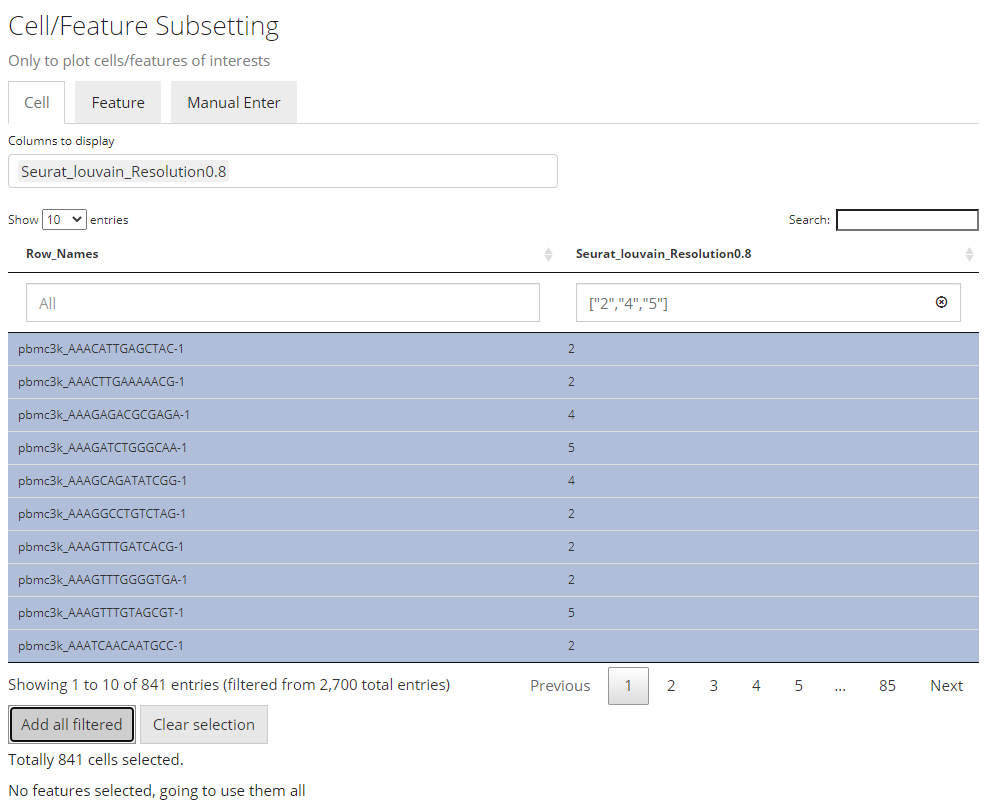 Cell/Feature Subsetting
Only to plot cells/features of interests
Cell Feature Manual Enter
Columns to display
Seurat_louvain_Resolution0.8
Show 10 entries Search:
Row_Names Seurat_louvain_Resolution0.8
All ["2","4","5"]
pbmc3k_AAACATTGAGCTAC-1 2
pbmc3k_AAACTTGAAAAACG-1 2
pbmc3k_AAAGAGACGCGAGA-1 4
pbmc3k_AAAGATCTGGGCAA-1 5
pbmc3k_AAAGCAGATATCGG-1 4
pbmc3k_AAAGGCCTGTCTAG-1 2
pbmc3k_AAAGTTTGATCACG-1 2
pbmc3k_AAAGTTTGGGGTGA-1 2
pbmc3k_AAAGTTTGTAGCGT-1 5
pbmc3k_AAATCAACAATGCC-1 2
Showing 1 to 10 of 841 entries (filtered from 2,700 total entries) Previous 1 2 3 4 5 ... 85 Next
Add all filtered Clear selection
Totally 841 cells selected.
No features selected, going to use them all